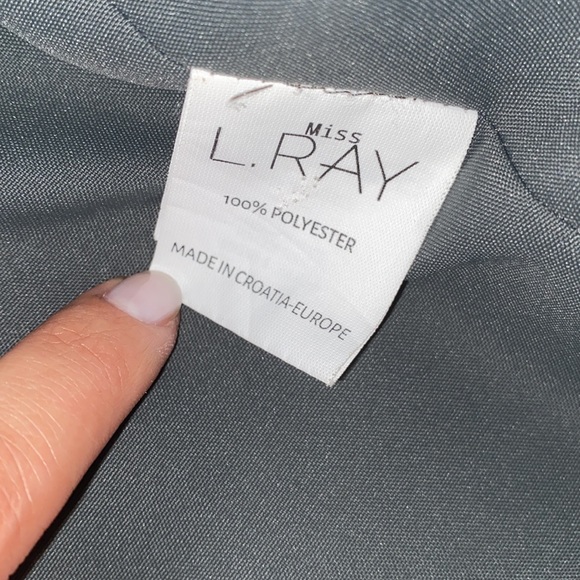 Miss
L.RAY
100% POLYESTER
MADE IN CROATIA-EUROPE